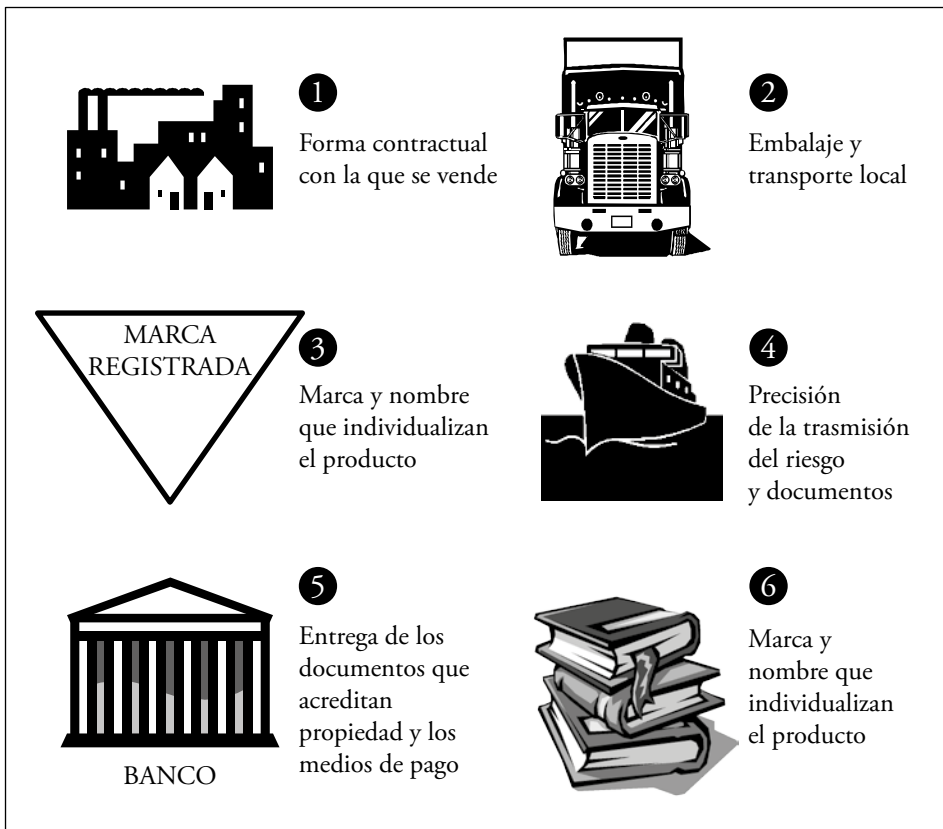 1
Forma contractual
con la que se vende
2
Embalaje y
transporte local
MARCA
REGISTRADA
3
Marca y nombre
que individualizan
el producto
4
Precisión
de la trasmisión
del riesgo
y documentos
BANCO
5
Entrega de los
documentos que
acreditan
propiedad y los
medios de pago
6
Marca y
nombre que
individualizan
el producto